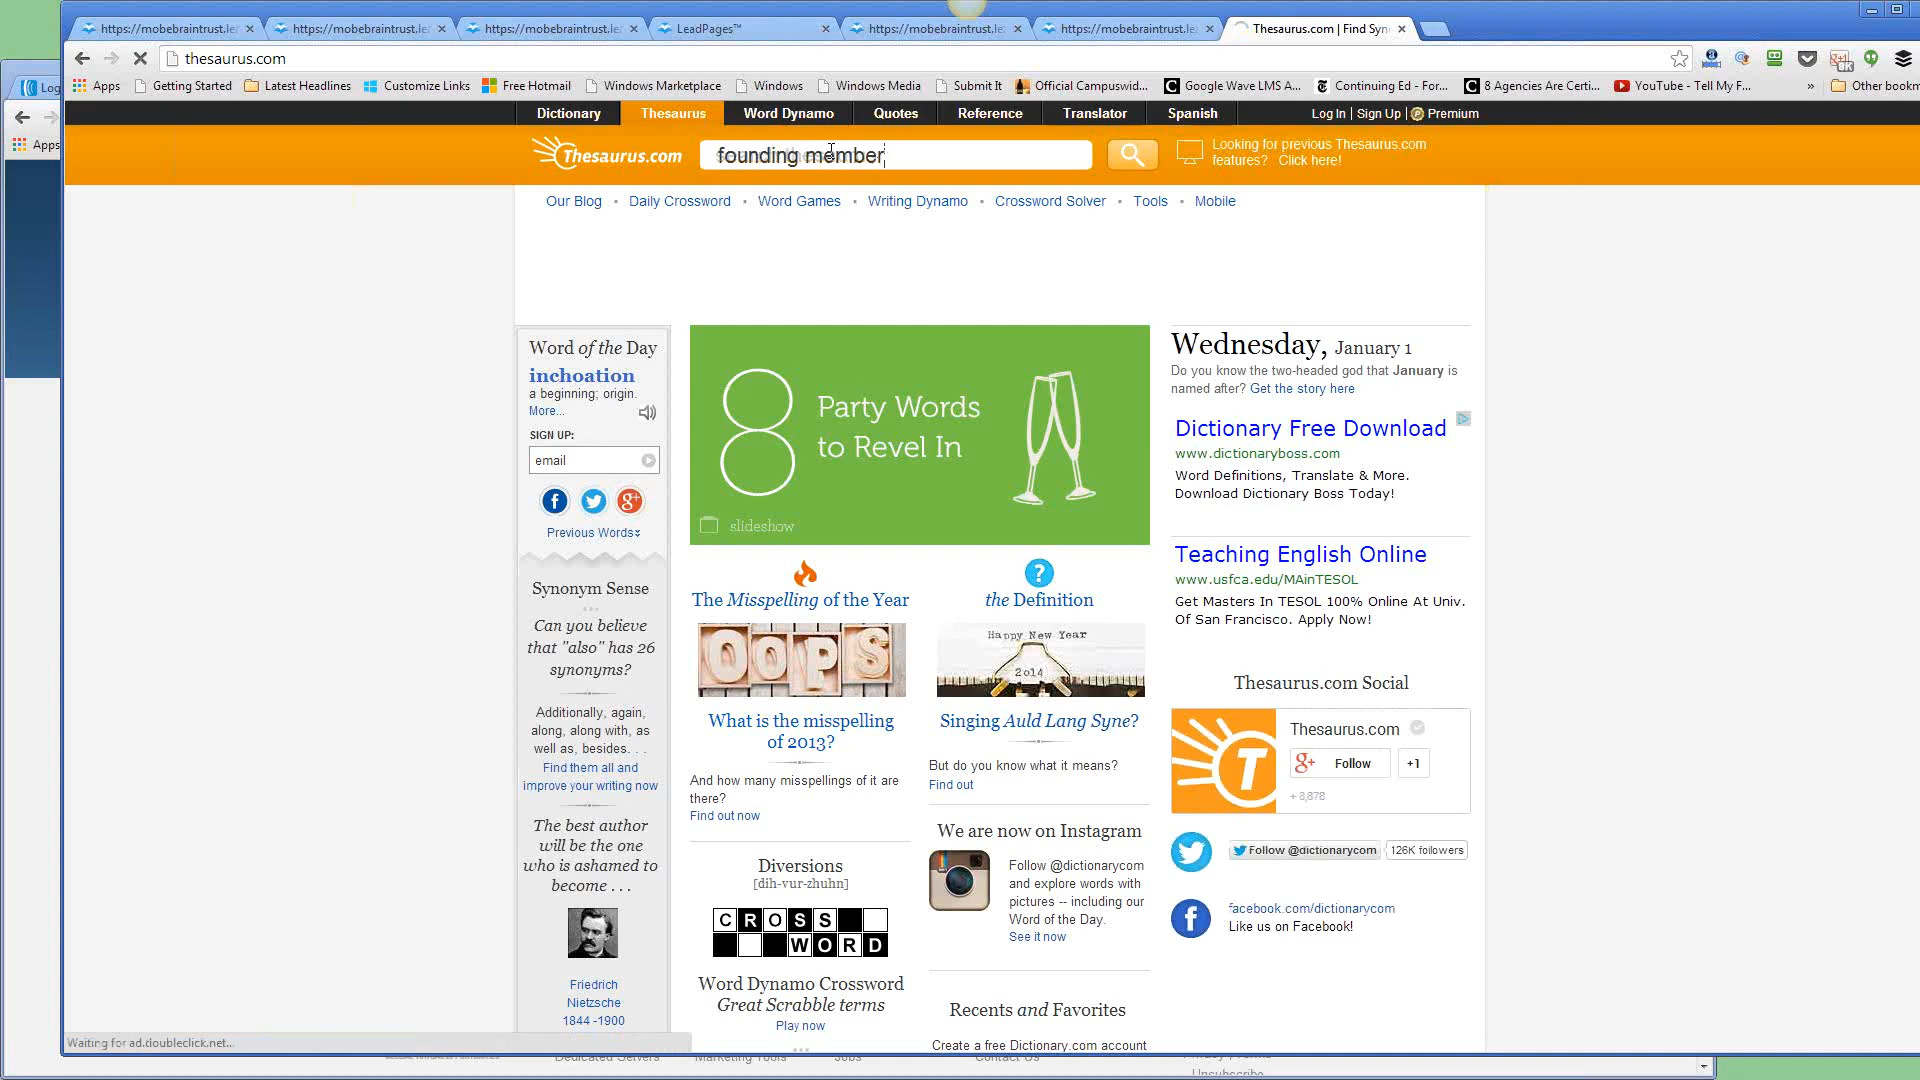 https://mobebraintrust.le
https://mobebraintrust.le
https://mobebraintrust.le
LeadPages™
https://mobebraintrust.le
https://mobebraintrust.le
Thesaurus.com | Find Syn
thesaurus.com
Apps
Getting Started
Latest Headlines
Customize Links
Free Hotmail
Windows Marketplace
Windows
Windows Media
Submit It
Official Campuswid...
Google Wave LMS A...
Continuing Ed - For...
8 Agencies Are Certi...
YouTube - Tell My F...
»
Other bookm
Log
Apps
Dictionary
Thesaurus
Word Dynamo
Quotes
Reference
Translator
Spanish
Log In | Sign Up | Premium
Thesaurus.com
founding member
Looking for previous Thesaurus.com
features? Click here!
Our Blog • Daily Crossword • Word Games • Writing Dynamo • Crossword Solver • Tools • Mobile
Word of the Day
inchoation
a beginning; origin.
More...
SIGN UP:
email
Previous Words
Synonym Sense
Can you believe
that "also" has 26
synonyms?
Additionally, again,
along, along with, as
well as, besides. . .
Find them all and
improve your writing now
The best author
will be the one
who is ashamed to
become . . .
Friedrich
Nietzsche
1844 -1900
8
Party Words
to Revel In
slideshow
The Misspelling of the Year
OOPS
What is the misspelling
of 2013?
And how many misspellings of it are
there?
Find out now
Diversions
[dih-vur-zhuhn]
CROSS
WORD
Word Dynamo Crossword
Great Scrabble terms
Play now
?
the Definition
Happy New Year
2014
Singing Auld Lang Syne?
But do you know what it means?
Find out
We are now on Instagram
Follow @dictionarycom
and explore words with
pictures -- including our
Word of the Day.
See it now
Recents and Favorites
Create a free Dictionary.com account
Wednesday, January 1
Do you know the two-headed god that January is
named after? Get the story here
Dictionary Free Download
www.dictionaryboss.com
Word Definitions, Translate & More.
Download Dictionary Boss Today!
Teaching English Online
www.usfca.edu/MAinTESOL
Get Masters In TESOL 100% Online At Univ.
Of San Francisco. Apply Now!
Thesaurus.com Social
T
Thesaurus.com
g+ Follow
+1
+ 8,878
Follow @dictionarycom
126K followers
facebook.com/dictionarycom
Like us on Facebook!
Waiting for ad.doubleclick.net...
Dedicated Servers
Marketing Tools
Jobs
Contact Us
Unsubscribe